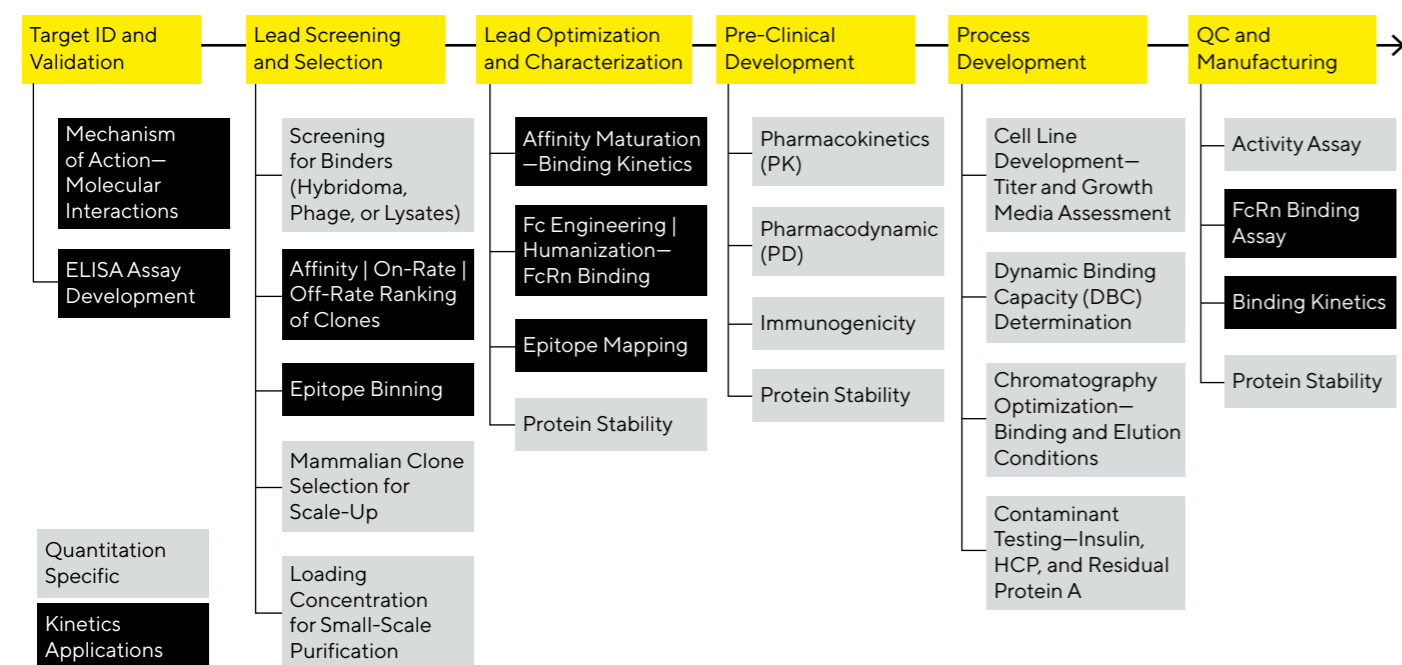 Target ID and
Validation
Mechanism
of Action—
Molecular
Interactions
ELISA Assay
Development
Lead Screening
and Selection
Screening
for Binders
(Hybridoma,
Phage, or Lysates)
Affinity | On-Rate |
Off-Rate Ranking
of Clones
Epitope Binning
Mammalian Clone
Selection for
Scale-Up
Loading
Concentration
for Small-Scale
Purification
Lead Optimization
and Characterization
Affinity Maturation
—Binding Kinetics
Fc Engineering |
Humanization—
FcRn Binding
Epitope Mapping
Protein Stability
Pre-Clinical
Development
Pharmacokinetics
(PK)
Pharmacodynamic
(PD)
Immunogenicity
Protein Stability
Process
Development
Cell Line
Development—
Titer and Growth
Media Assessment
Dynamic Binding
Capacity (DBC)
Determination
Chromatography
Optimization—
Binding and Elution
Conditions
Contaminant
Testing—Insulin,
HCP, and Residual
Protein A
QC and
Manufacturing
Activity Assay
FcRn Binding
Assay
Binding Kinetics
Protein Stability
Quantitation
Specific
Kinetics
Applications